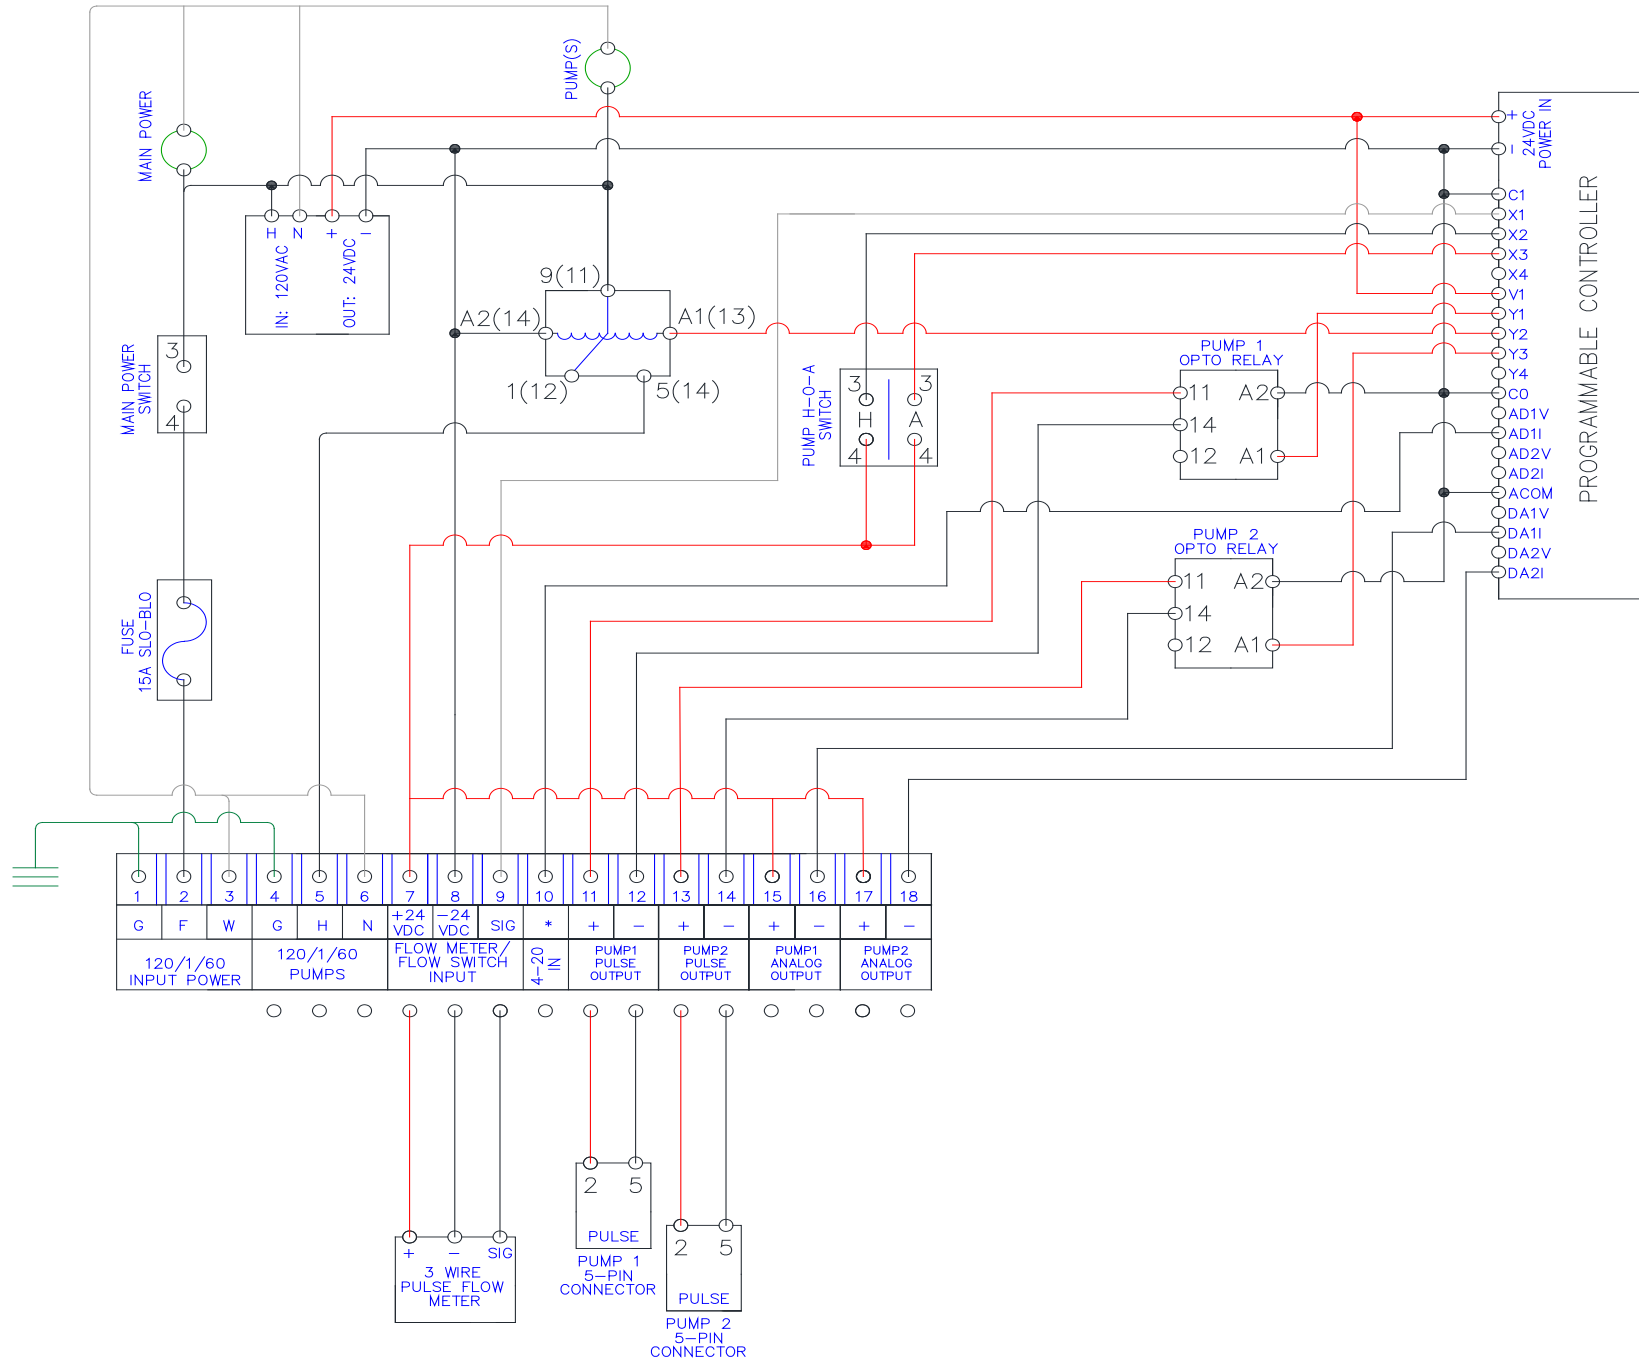 PUMP(S)
MAIN POWER
+
-
24VDC
POWER IN
H N + -
IN: 120VAC
OUT: 24VDC
PROGRAMMABLE CONTROLLER
C1
X1
X2
X3
X4
V1
Y1
Y2
Y3
Y4
C0
AD1V
AD1I
AD2V
AD2I
ACOM
DA1V
DA1I
DA2V
DA2I
9(11)
A2(14)
A1(13)
1(12)
5(14)
MAIN POWER
SWITCH
3
4
PUMP H-O-A
SWITCH
3 3
H A
4 4
PUMP 1
OPTO RELAY
11 A2
14
12 A1
PUMP 2
OPTO RELAY
11 A2
14
12 A1
FUSE
15A SLO-BLO
1 2 3 4 5 6 7 8 9 10 11 12 13 14 15 16 17 18
G F W G H N +24 VDC -24 VDC SIG * + - + - + - + -
120/1/60
INPUT POWER
120/1/60
PUMPS
FLOW METER/
FLOW SWITCH
INPUT
4-20
IN
PUMP1
PULSE
OUTPUT
PUMP2
PULSE
OUTPUT
PUMP1
ANALOG
OUTPUT
PUMP2
ANALOG
OUTPUT
+ - SIG
3 WIRE
PULSE FLOW
METER
2 5
PULSE
PUMP 1
5-PIN
CONNECTOR
2 5
PULSE
PUMP 2
5-PIN
CONNECTOR